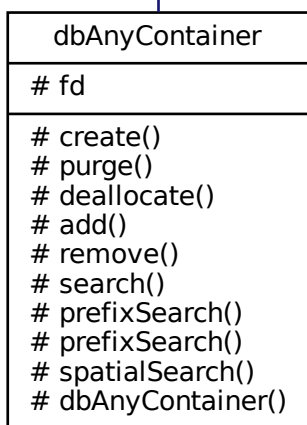 dbAnyContainer
# fd
# create()
# purge()
# deallocate()
# add()
# remove()
# search()
# prefixSearch()
# prefixSearch()
# spatialSearch()
# dbAnyContainer()